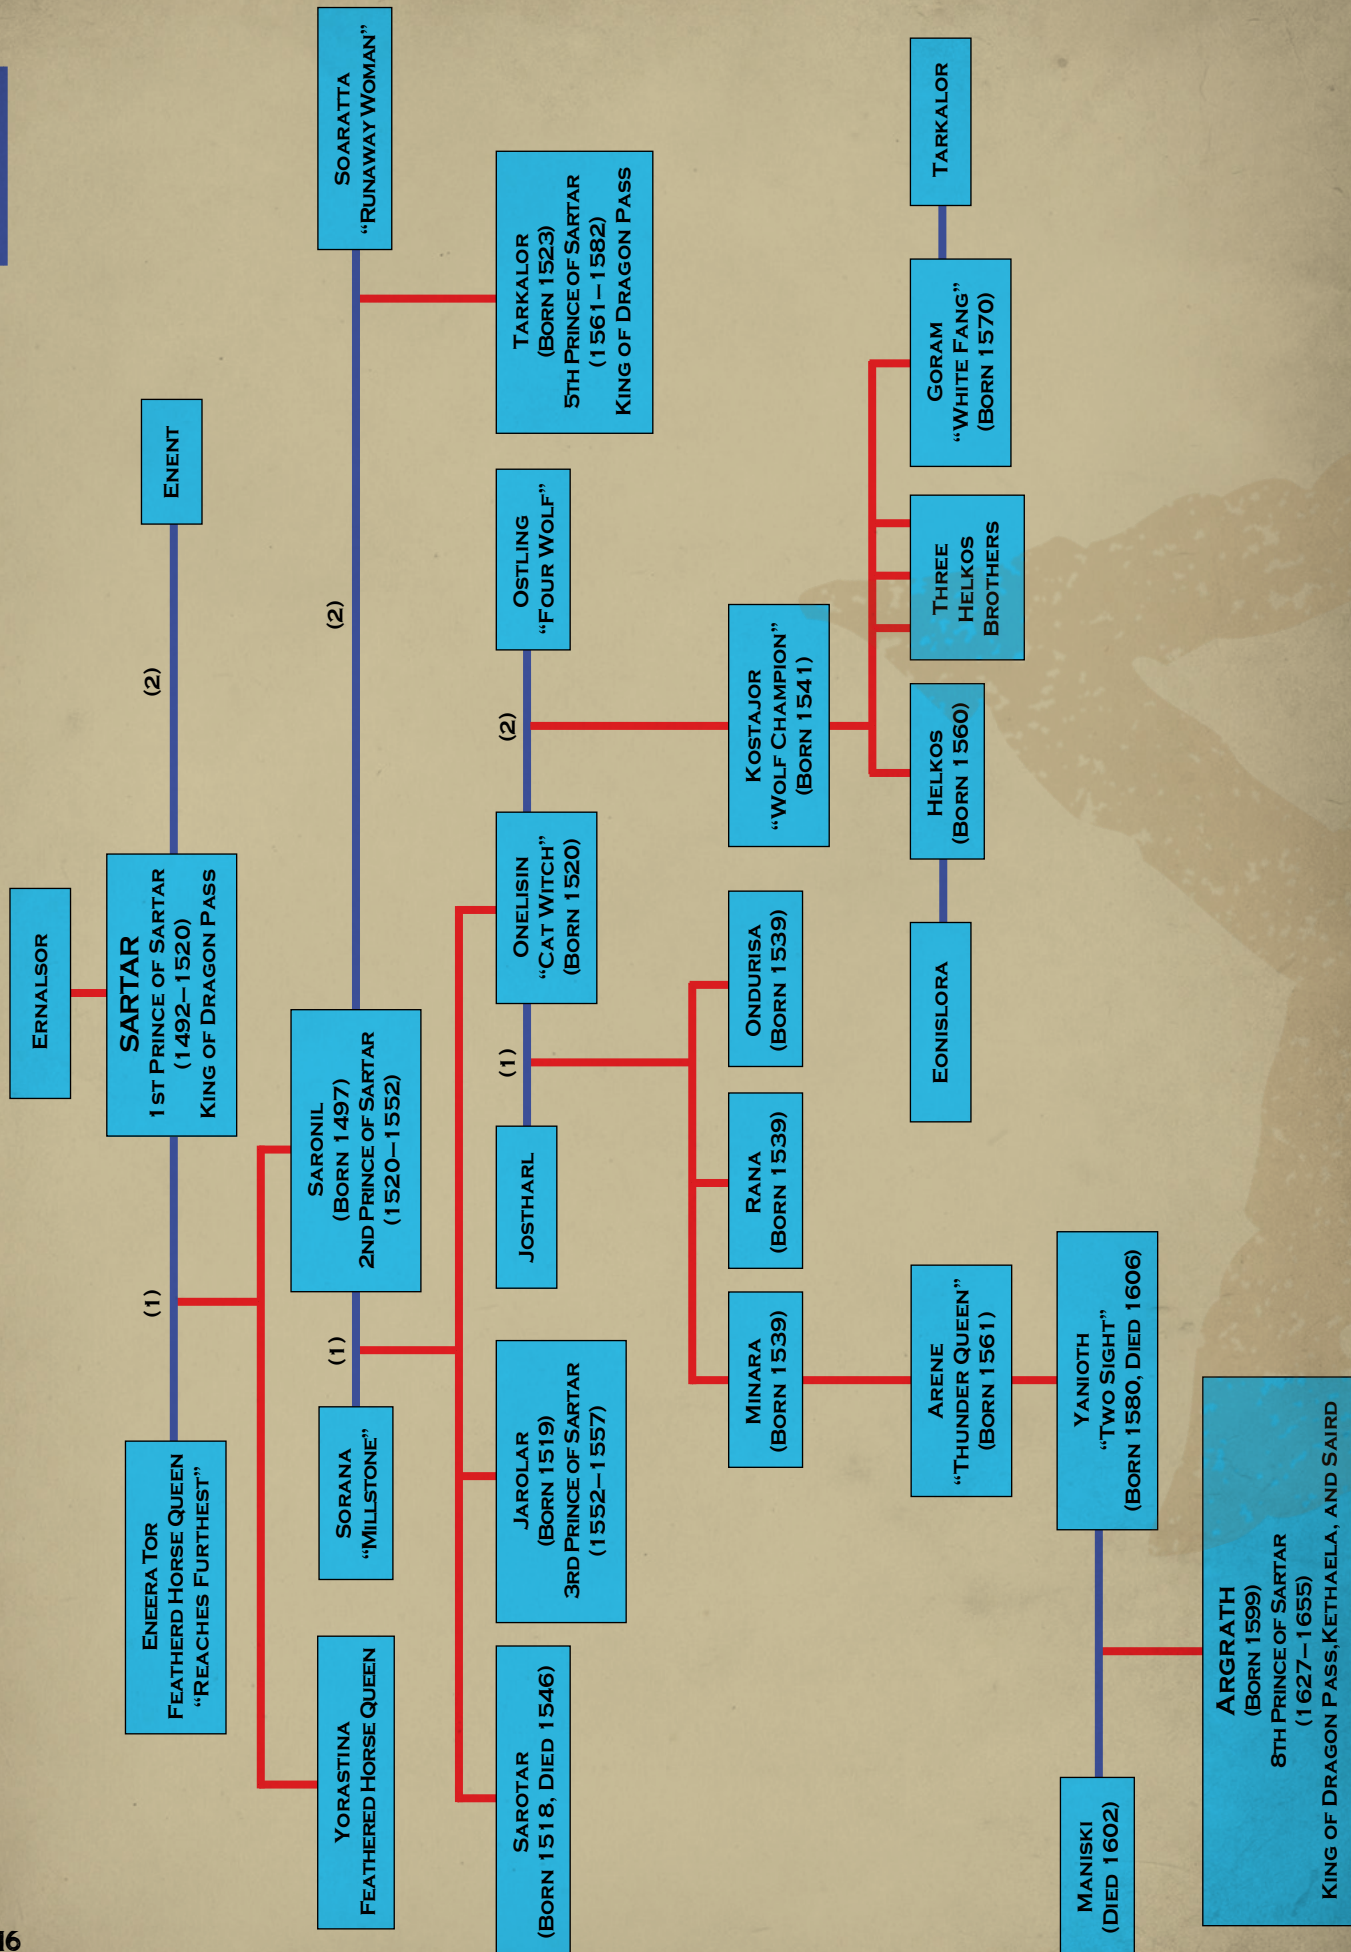 ERNALSOR
ENEERA TOR
FEATHERD HORSE QUEEN
“REACHES FURTHEST”
(1)
SARTAR
1ST PRINCE OF SARTAR
(1492–1520)
KING OF DRAGON PASS
(2)
ENENT
YORASTINA
FEATHERED HORSE QUEEN
SORANA
“MILLSTONE”
(1)
SARONIL
(BORN 1497)
2ND PRINCE OF SARTAR
(1520–1552)
(2)
SOARATTA
“RUNAWAY WOMAN”
SAROTAR
(BORN 1518, DIED 1546)
JAROLAR
(BORN 1519)
3RD PRINCE OF SARTAR
(1552–1557)
JOSTHARL
(1)
ONELISIN
“CAT WITCH”
(BORN 1520)
(2)
OSTLING
“FOUR WOLF”
TARKALOR
(BORN 1523)
5TH PRINCE OF SARTAR
(1561–1582)
KING OF DRAGON PASS
MINARA
(BORN 1539)
RANA
(BORN 1539)
ONDURISA
(BORN 1539)
KOSTAJOR
“WOLF CHAMPION”
(BORN 1541)
ARENE
“THUNDER QUEEN”
(BORN 1561)
EONISLORA
HELKOS
(BORN 1560)
THREE
HELKOS
BROTHERS
GORAM
“WHITE FANG”
(BORN 1570)
TARKALOR
MANISKI
(DIED 1602)
YANIOTH
“TWO SIGHT”
(BORN 1580, DIED 1606)
ARGRATH
(BORN 1599)
8TH PRINCE OF SARTAR
(1627–1655)
KING OF DRAGON PASS,KETHAELA, AND SAIRD
16